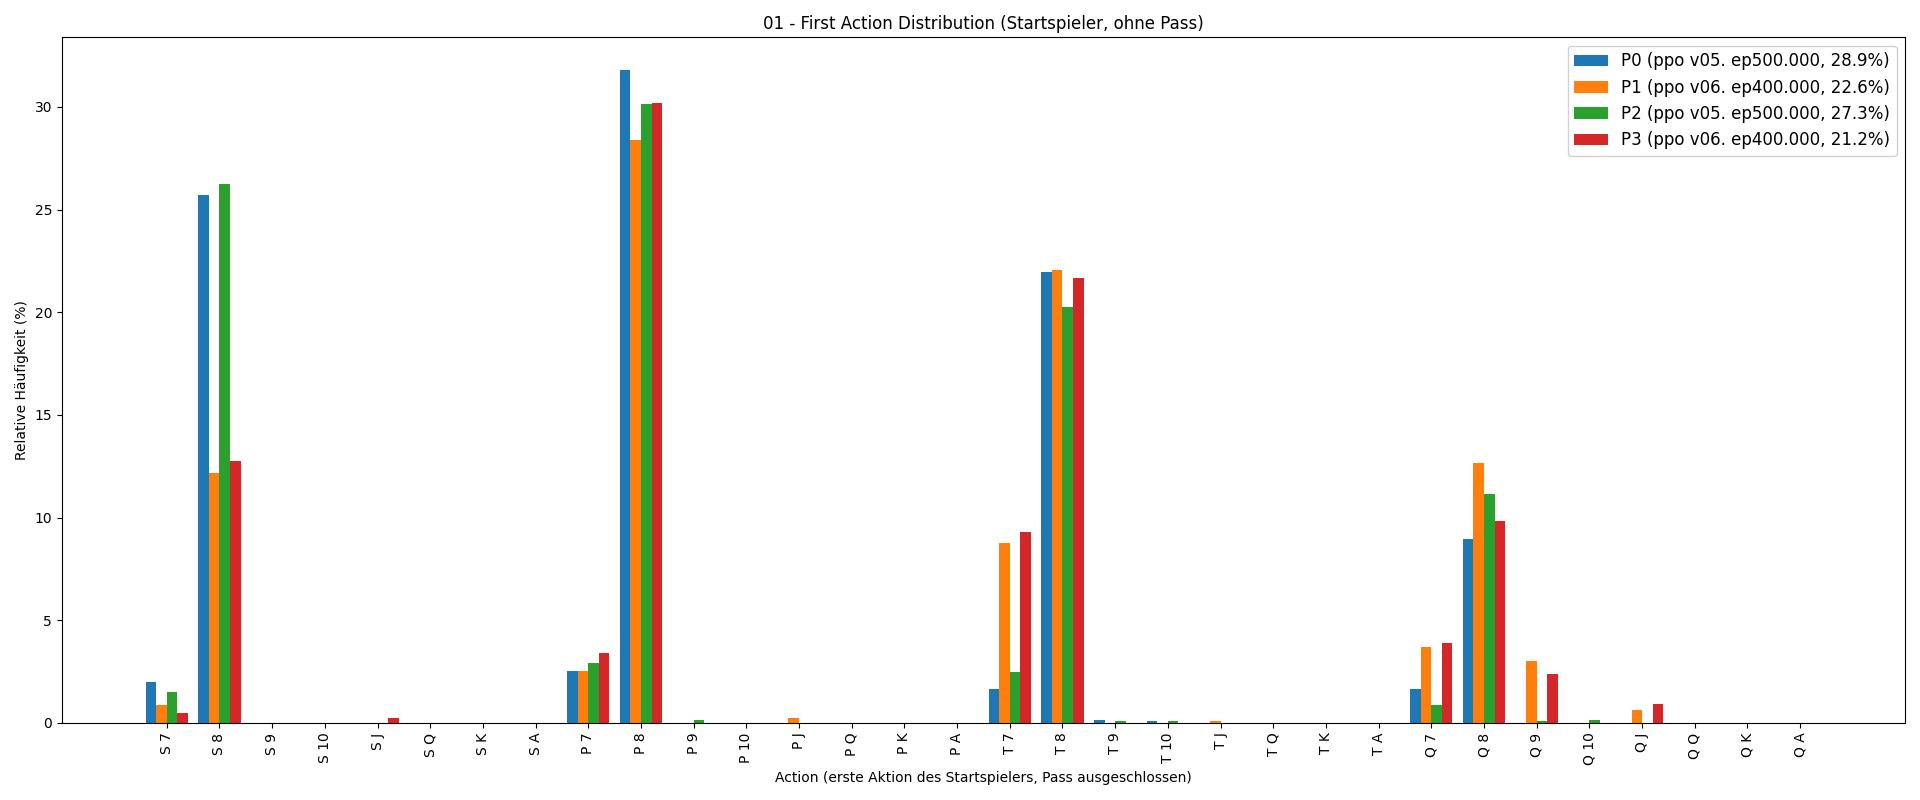 01 - First Action Distribution (Startspieler, ohne Pass)
P0 (ppo v05. ep500.000, 28.9%)
P1 (ppo v06. ep400.000, 22.6%)
P2 (ppo v05. ep500.000, 27.3%)
P3 (ppo v06. ep400.000, 21.2%)
Relative Häufigkeit (%)
30
25
20
15
10
5
0
S 7
S 8
S 9
S 10
S J
S Q
S K
S A
P 7
P 8
P 9
P 10
P J
P Q
P K
P A
T 7
T 8
T 9
T 10
T J
T Q
T K
T A
Q 7
Q 8
Q 9
Q 10
Q J
Q Q
Q K
Q A
Action (erste Aktion des Startspielers, Pass ausgeschlossen)